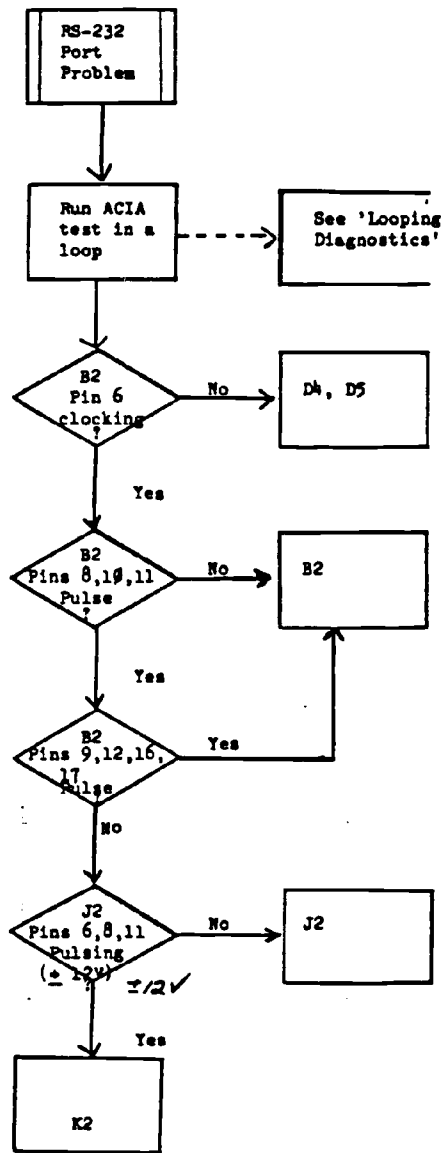 RS-232
Port
Problem
Run ACIA
test in a
loop
See 'Looping
Diagnostics'
B2
Pin 6
clocking
?
No
D4, D5
Yes
B2
Pins 8,10,11
Pulse
?
No
B2
Yes
B2
Pins 9,12,16,
17
Pulse
Yes
No
J2
Pins 6,8,11
Pulsing
(± 12V)
?
±12V
No
J2
Yes
K2